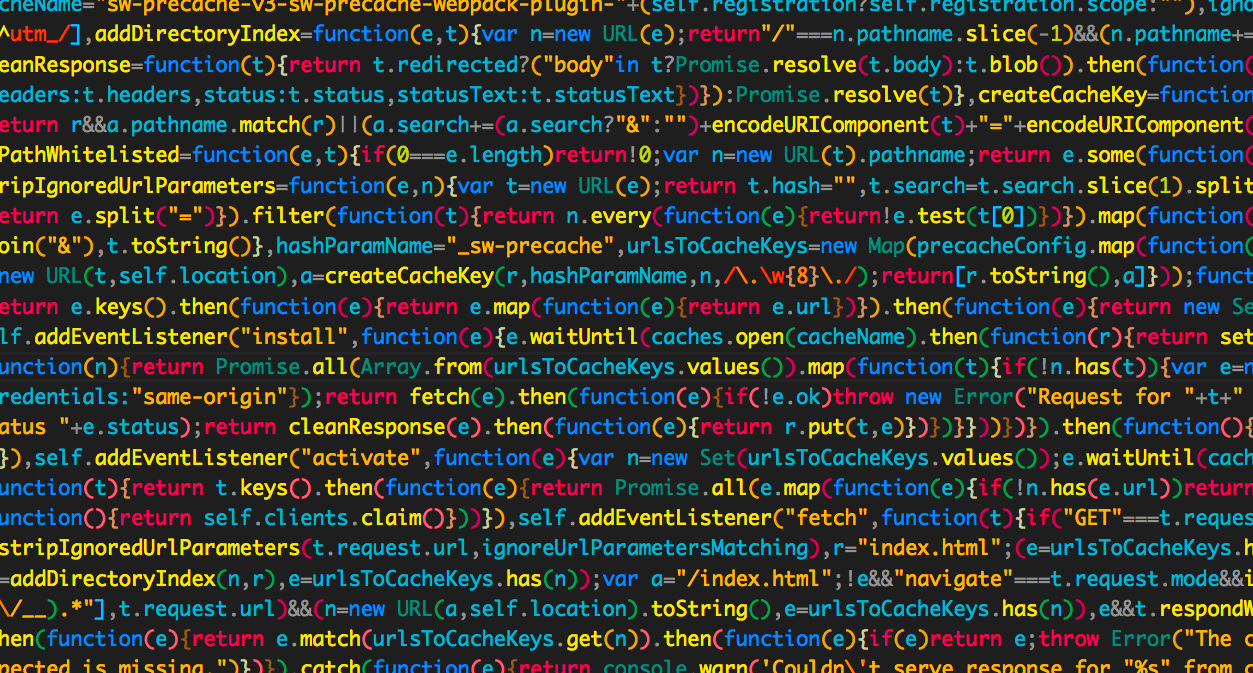 cheName="sw-precache-v3-sw-precache-webpack-plugin-"+(self.registration?self.registration.scope:""),igno
^utm_/],addDirectoryIndex=function(e,t){var n=new URL(e);return"/"===n.pathname.slice(-1)&&(n.pathname+=
eanResponse=function(t){return t.redirected?("body"in t?Promise.resolve(t.body):t.blob()).then(function(
eaders:t.headers,status:t.status,statusText:t.statusText})}):Promise.resolve(t)},createCacheKey=function
eturn r&&a.pathname.match(r)||(a.search+=(a.search?"&":"")+encodeURIComponent(t)+"="+encodeURIComponent(
PathWhitelisted=function(e,t){if(0===e.length)return!0;var n=new URL(t).pathname;return e.some(function(
ripIgnoredUrlParameters=function(e,n){var t=new URL(e);return t.hash="",t.search=t.search.slice(1).split
eturn e.split("=")}).filter(function(t){return n.every(function(e){return!e.test(t[0])})}).map(function(
oin("&"),t.toString()},hashParamName="_sw-precache",urlsToCacheKeys=new Map(precacheConfig.map(function(
new URL(t,self.location),a=createCacheKey(r,hashParamName,n,/\.\w{8}\./);return[r.toString(),a]}));funct
eturn e.keys().then(function(e){return e.map(function(e){return e.url})}).then(function(e){return new Se
lf.addEventListener("install",function(e){e.waitUntil(caches.open(cacheName).then(function(r){return set
unction(n){return Promise.all(Array.from(urlsToCacheKeys.values()).map(function(t){if(!n.has(t)){var e=n
redentials:"same-origin"});return fetch(e).then(function(e){if(!e.ok)throw new Error("Request for "+t+"
atus "+e.status);return cleanResponse(e).then(function(e){return r.put(t,e)})})}}))})}).then(function(){
}),self.addEventListener("activate",function(e){var n=new Set(urlsToCacheKeys.values());e.waitUntil(cach
unction(t){return t.keys().then(function(e){return Promise.all(e.map(function(e){if(!n.has(e.url))return
unction(){return self.clients.claim()}))}),self.addEventListener("fetch",function(t){if("GET"===t.reques
stripIgnoredUrlParameters(t.request.url,ignoreUrlParametersMatching),r="index.html";(e=urlsToCacheKeys.h
=addDirectoryIndex(n,r),e=urlsToCacheKeys.has(n));var a="/index.html";!e&&"navigate"===t.request.mode&&i
\/__).*"],t.request.url)&&(n=new URL(a,self.location).toString(),e=urlsToCacheKeys.has(n)),e&&t.respondW
hen(function(e){return e.match(urlsToCacheKeys.get(n)).then(function(e){if(e)return e;throw Error("The c
pected is missing.")})}).catch(function(e){return console.warn('Couldn\'t serve response for "%s" from c